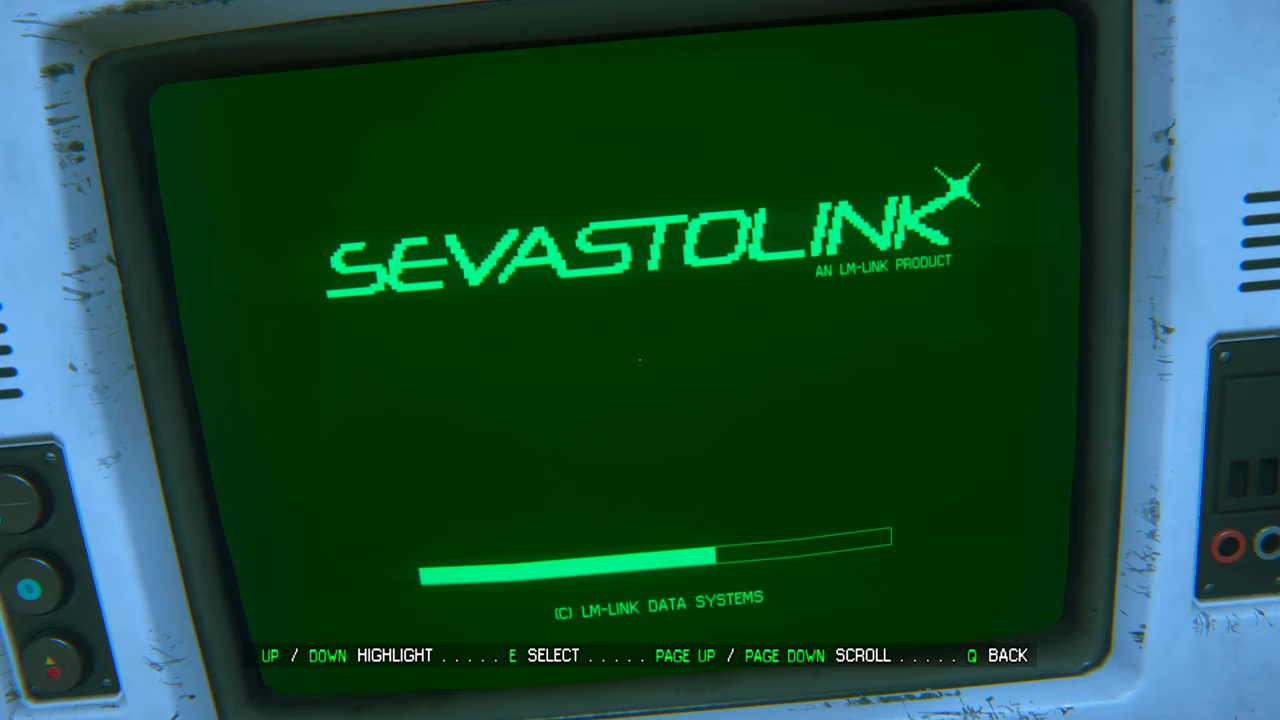 SEVASTOLINK
AN LM-LINK PRODUCT
(C) LM-LINK DATA SYSTEMS
UP / DOWN HIGHLIGHT . . . . . . E SELECT . . . . . . PAGE UP / PAGE DOWN SCROLL . . . . . . Q BACK